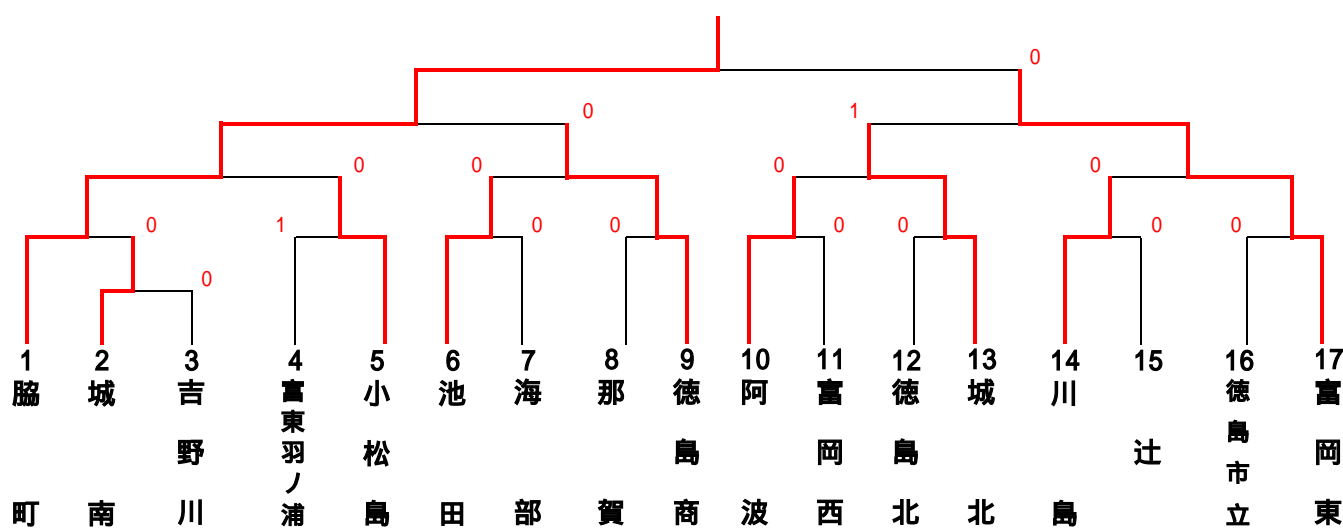 0
0 1
0 0 0 0
0 1 0 0 0 0 0 0
0
1 2 3 4 5 6 7 8 9 10 11 12 13 14 15 16 17
脇町
城南
吉野川
富東羽ノ浦
小松島
池田
海部
那賀
徳島商
阿波
富岡西
徳島北
城北
川島
辻
徳島市立
富岡東